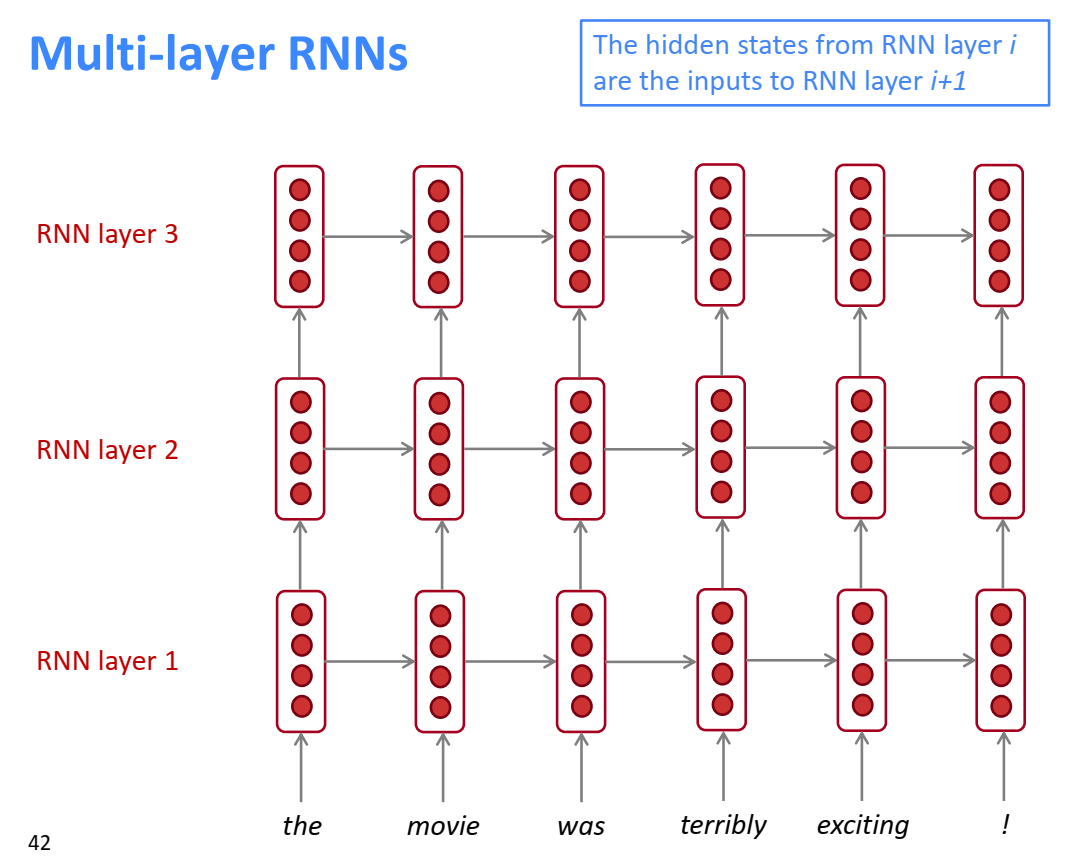 Multi-layer RNNs
The hidden states from RNN layer i
are the inputs to RNN layer i+1
RNN layer 3
RNN layer 2
RNN layer 1
the movie was terribly exciting !
42